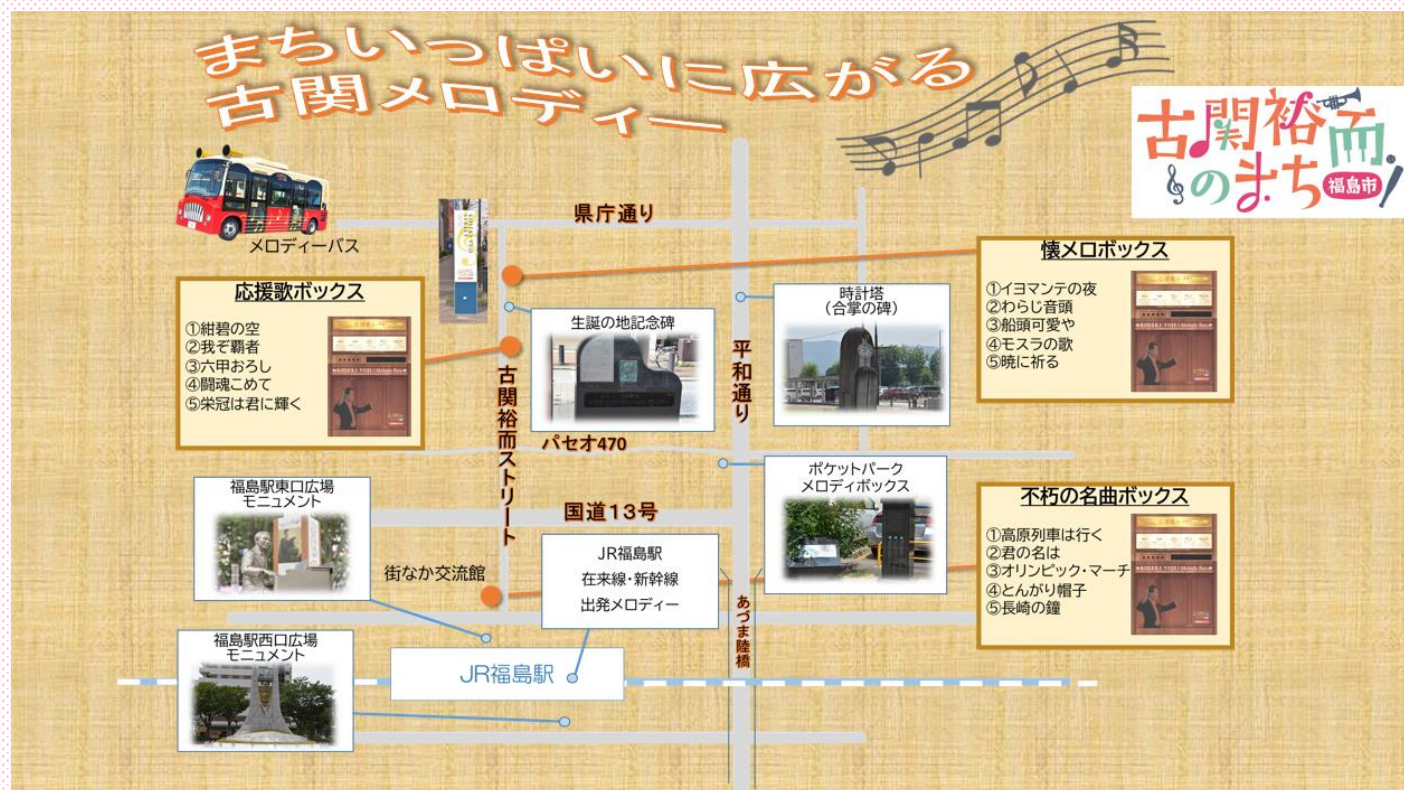 まちいっぱいに広がる
古関メロディー
古関裕而
のまち
福島市
メロディーバス
県庁通り
応援歌ボックス
①紺碧の空
②我ぞ覇者
③六甲おろし
④闘魂こめて
⑤栄冠は君に輝く
生誕の地記念碑
時計塔
(合掌の碑)
懐メロボックス
①イヨマンテの夜
②わらじ音頭
③船頭可愛や
④モスラの歌
⑤暁に祈る
古関裕而ストリート
平和通り
パセオ470
福島駅東口広場
モニュメント
国道13号
ポケットパーク
メロディボックス
不朽の名曲ボックス
①高原列車は行く
②君の名は
③オリンピック・マーチ
④とんがり帽子
⑤長崎の鐘
街なか交流館
JR福島駅
在来線・新幹線
出発メロディー
あづま陸橋
福島駅西口広場
モニュメント
JR福島駅